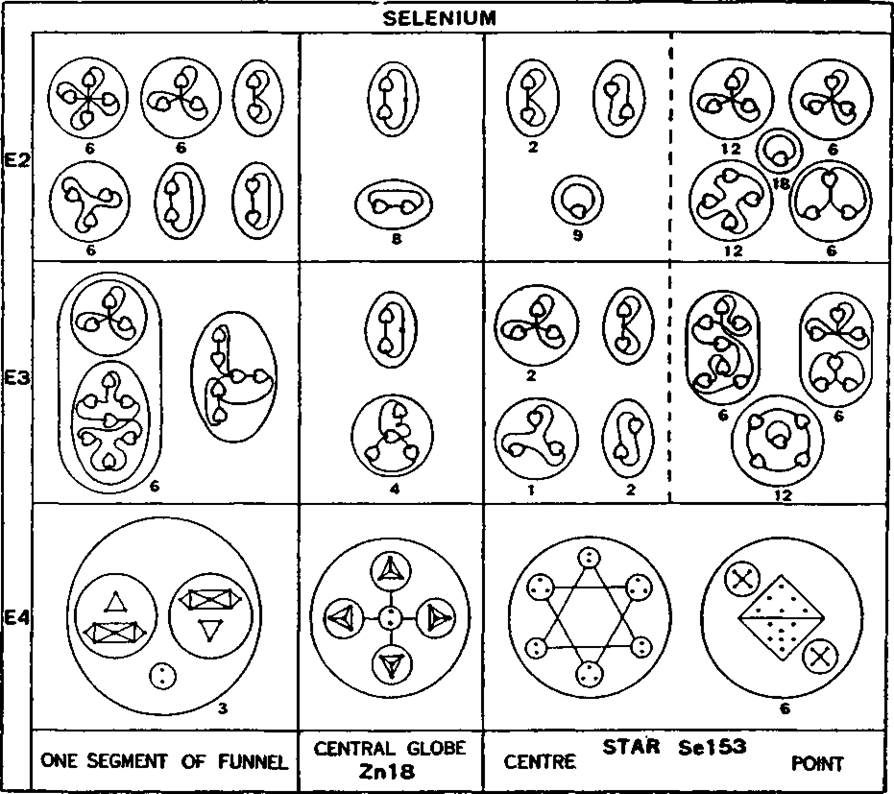 SELENIUM
E2
6 6
6
8
2
9
12 6
18
12 6
E3
6
4
2
1 2
6 6
12
E4
3
6
ONE SEGMENT OF FUNNEL
CENTRAL GLOBE
Zn18
STAR Se153
CENTRE POINT